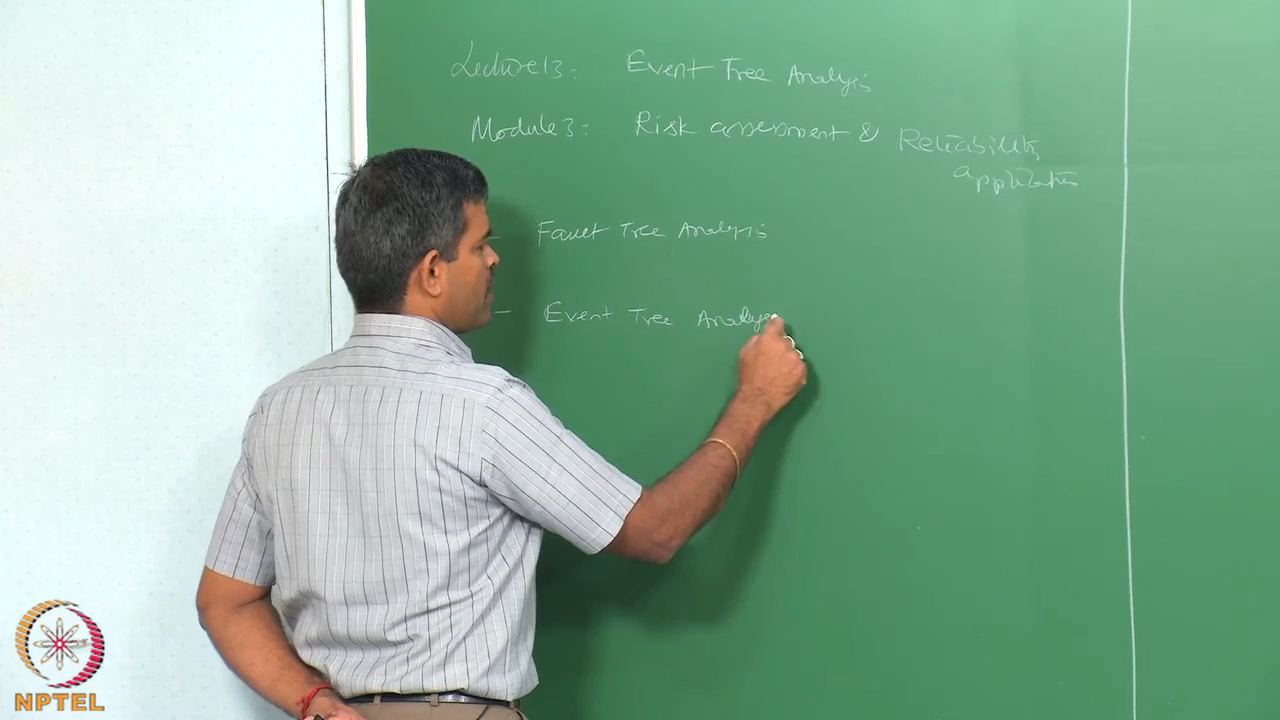 Lecture 13: Event Tree Analysis
Module 3: Risk assessment & Reliability
applications
Fault Tree Analysis
- Event Tree Analysis
NPTEL